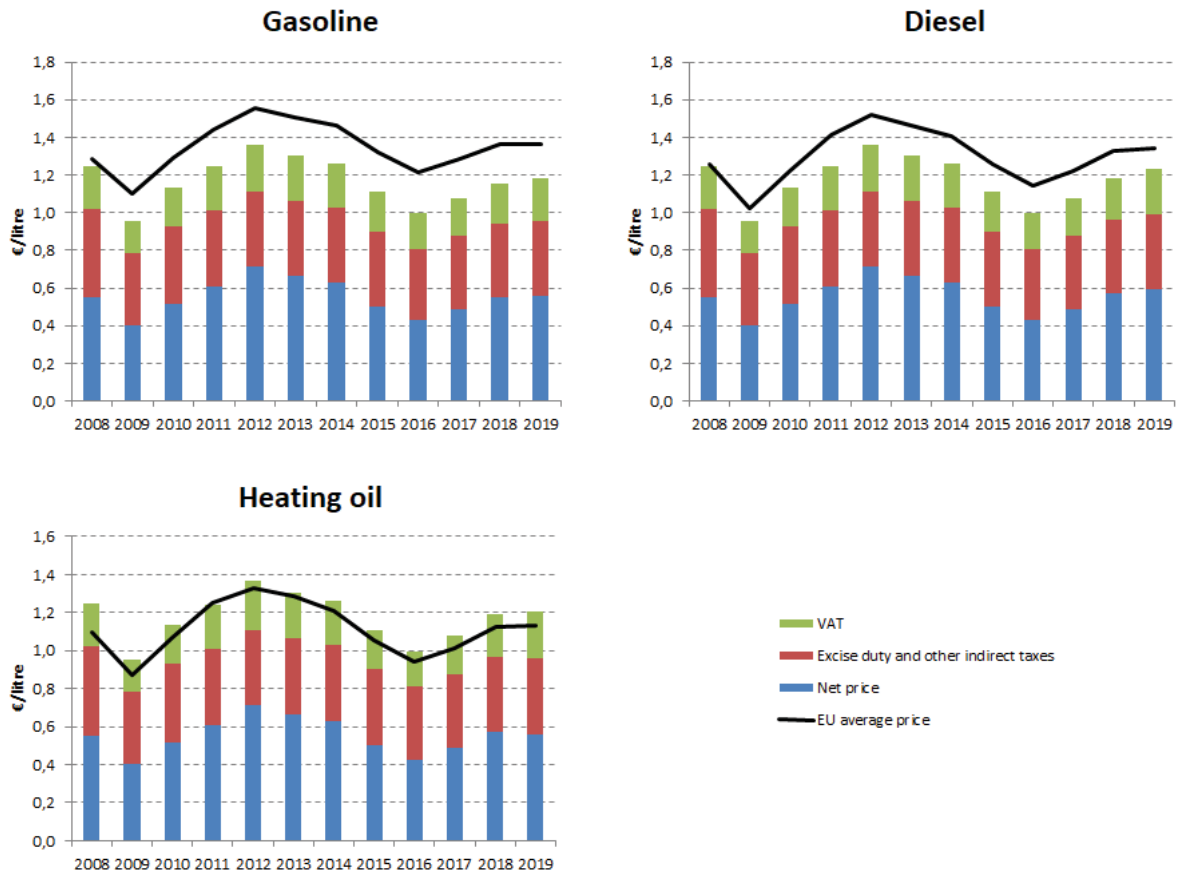 Gasoline
€/litre
1,8
1,6
1,4
1,2
1,0
0,8
0,6
0,4
0,2
0,0
2008 2009 2010 2011 2012 2013 2014 2015 2016 2017 2018 2019
Diesel
€/litre
1,8
1,6
1,4
1,2
1,0
0,8
0,6
0,4
0,2
0,0
2008 2009 2010 2011 2012 2013 2014 2015 2016 2017 2018 2019
Heating oil
€/litre
1,6
1,4
1,2
1,0
0,8
0,6
0,4
0,2
0,0
2008 2009 2010 2011 2012 2013 2014 2015 2016 2017 2018 2019
VAT
Excise duty and other indirect taxes
Net price
EU average price